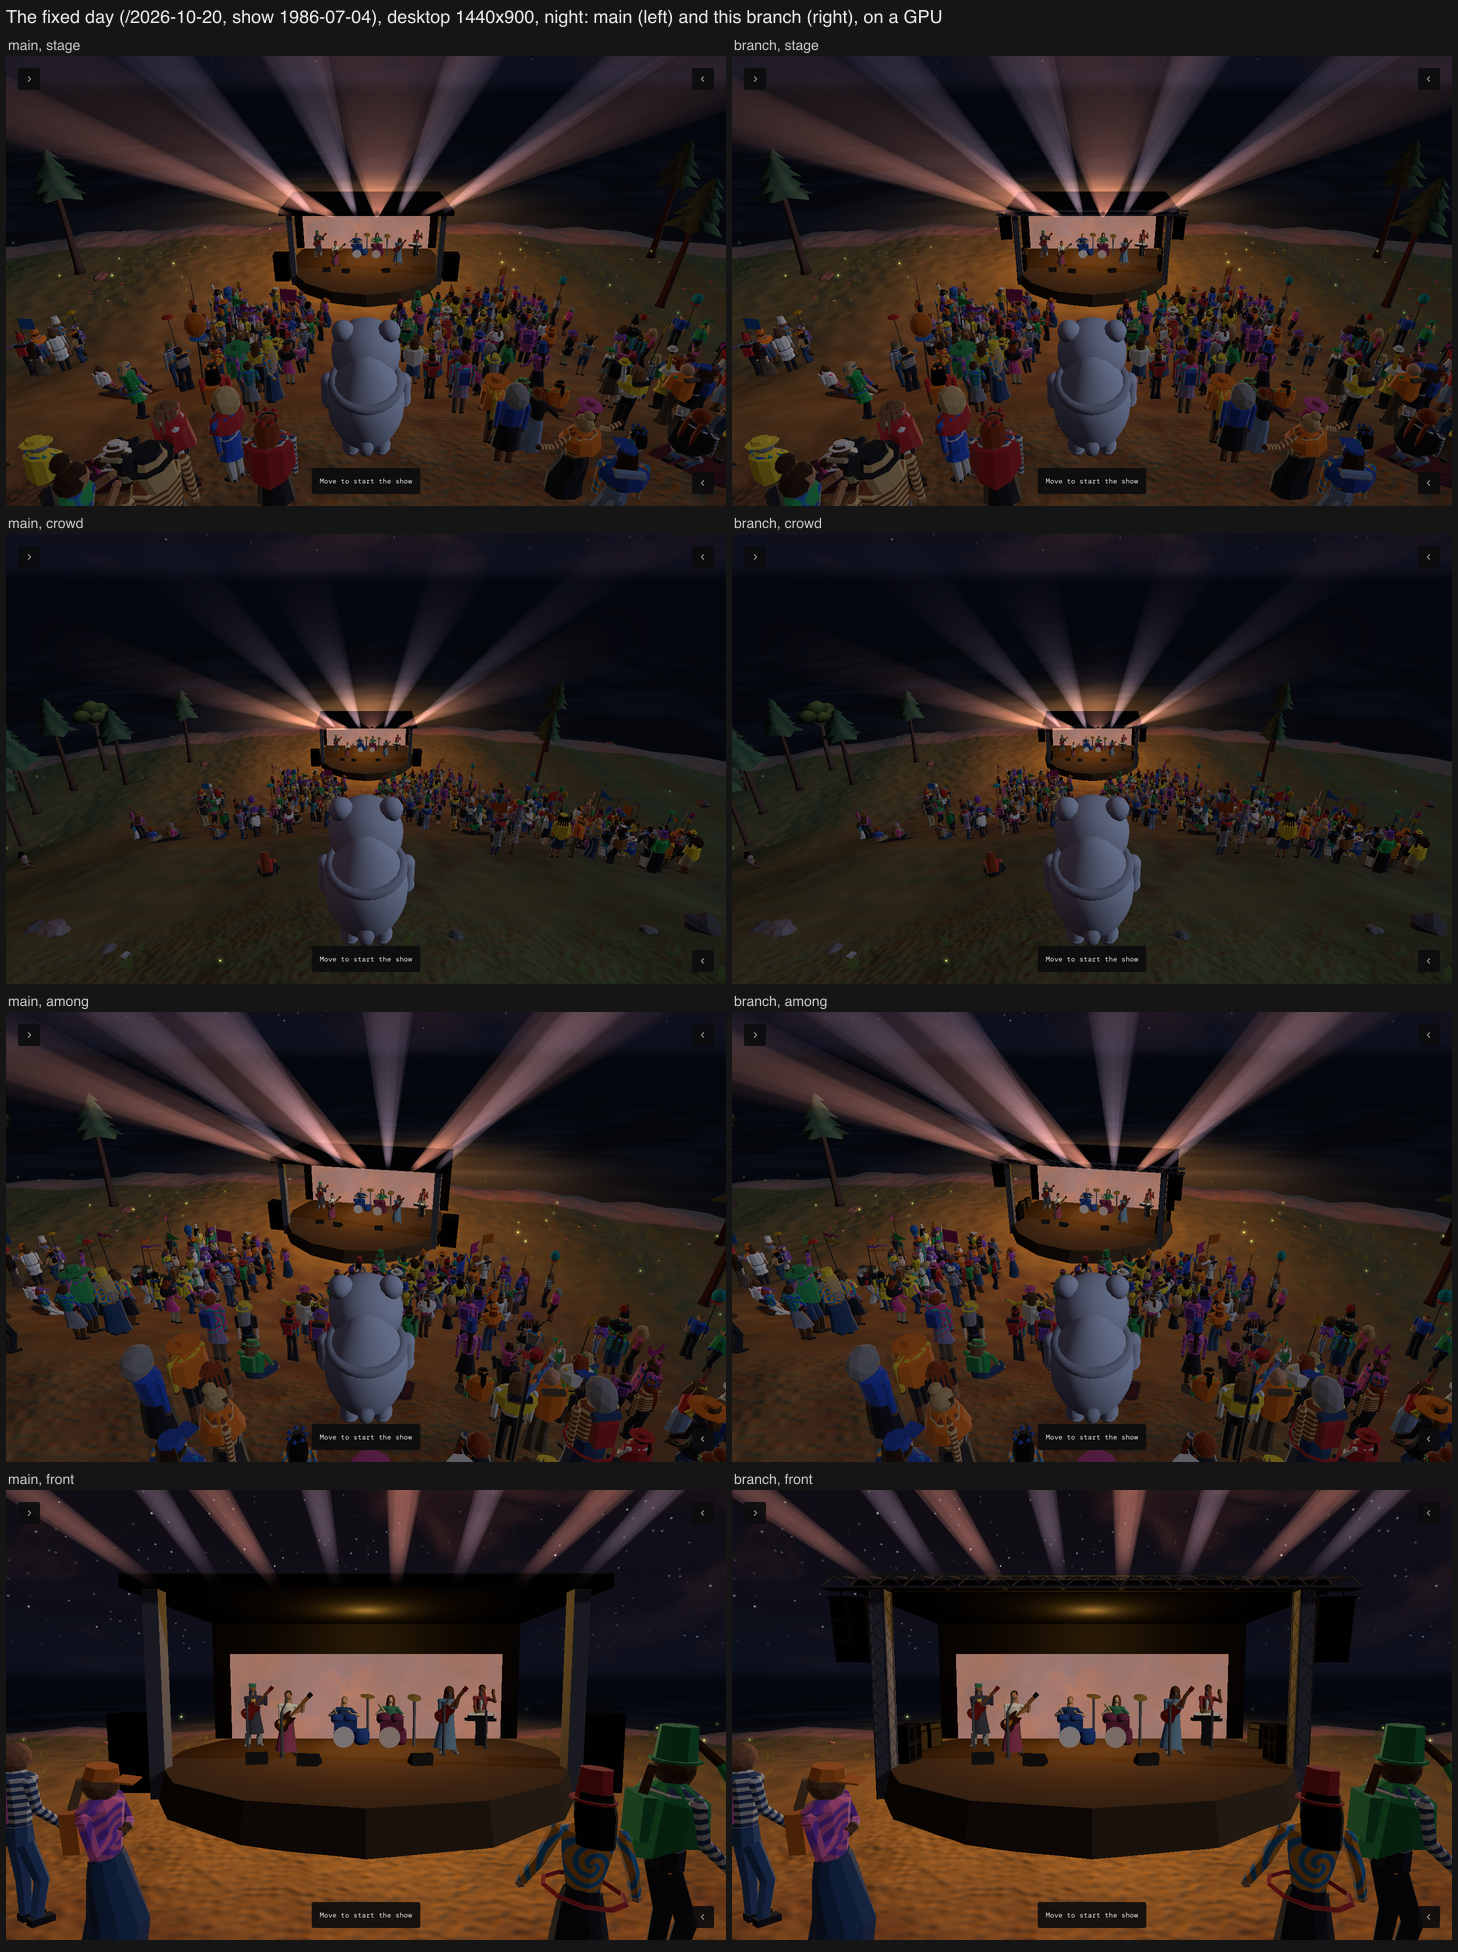 The fixed day (/2026-10-20, show 1986-07-04), desktop 1440x900, night: main (left) and this branch (right), on a GPU
main, stage
branch, stage
Move to start the show
Move to start the show
main, crowd
branch, crowd
Move to start the show
Move to start the show
main, among
branch, among
Move to start the show
Move to start the show
main, front
branch, front
Move to start the show
Move to start the show